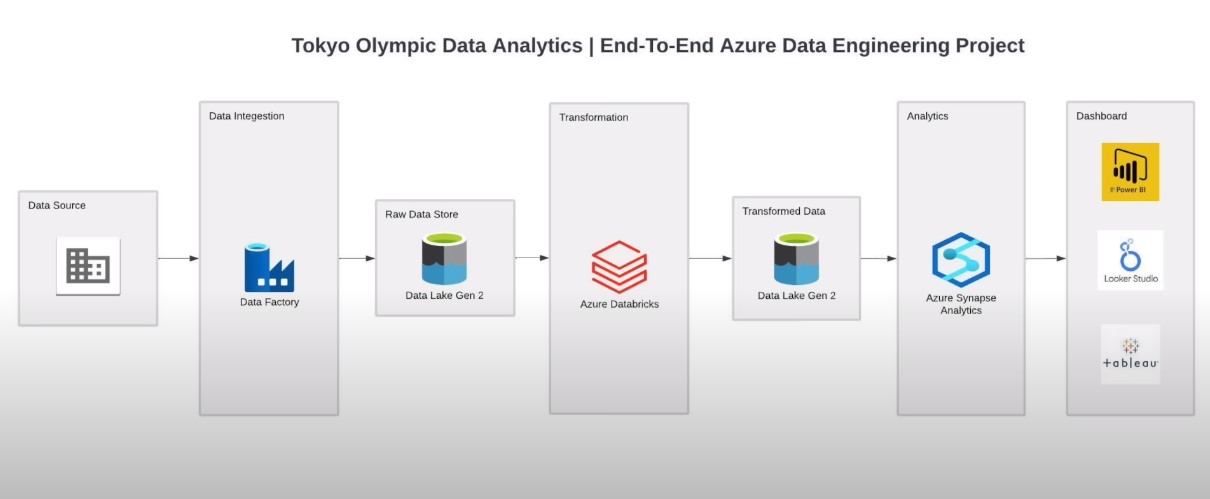 Tokyo Olympic Data Analytics | End-To-End Azure Data Engineering Project
Data Source
Data Integestion
Data Factory
Raw Data Store
Data Lake Gen 2
Transformation
Azure Databricks
Transformed Data
Data Lake Gen 2
Analytics
Azure Synapse
Analytics
Dashboard
Power BI
Looker Studio
+ableau